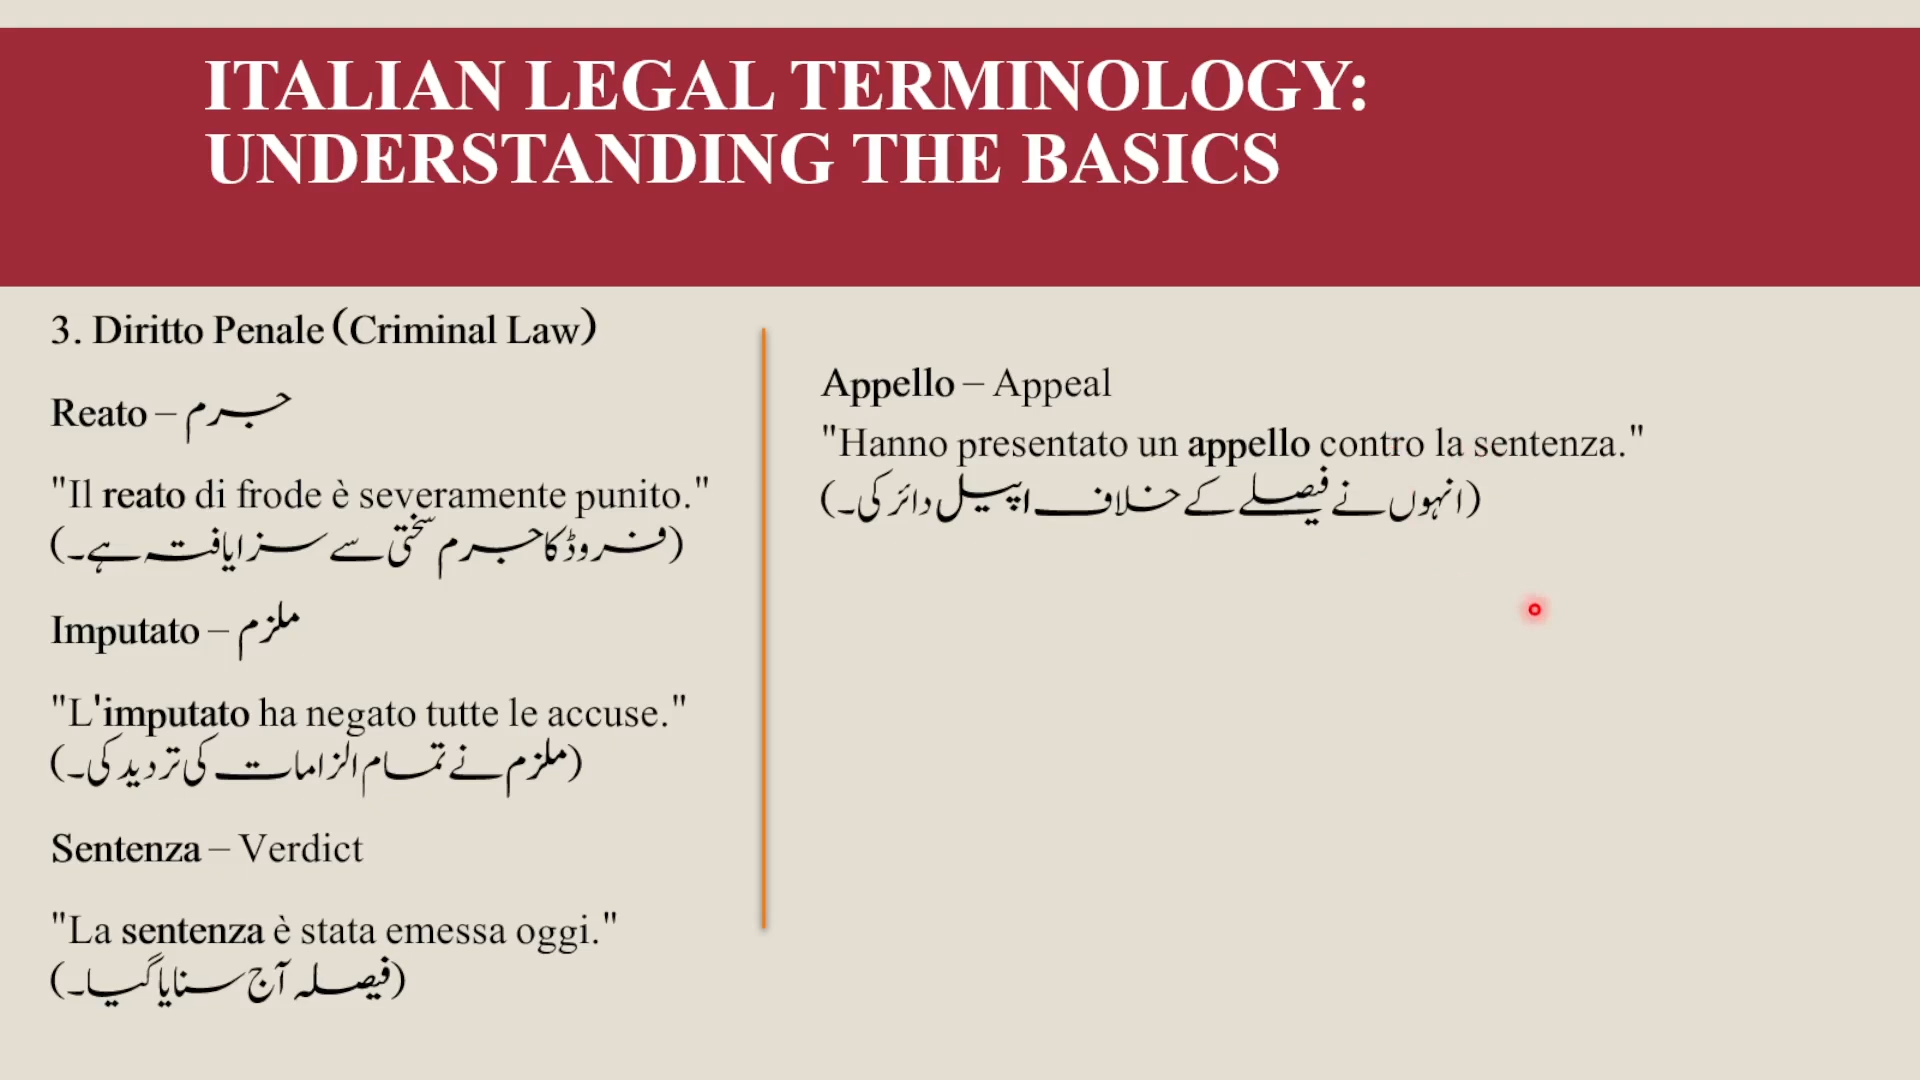 ITALIAN LEGAL TERMINOLOGY:
UNDERSTANDING THE BASICS
3. Diritto Penale (Criminal Law)
Reato – جرم
"Il reato di frode è severamente punito."
(فروڈ کا جرم سختی سے سزا یافتہ ہے۔)
Imputato – ملزم
"L'imputato ha negato tutte le accuse."
(ملزم نے تمام الزامات کی تردید کی۔)
Sentenza – Verdict
"La sentenza è stata emessa oggi."
(فیصلہ آج سنایا گیا۔)
Appello – Appeal
"Hanno presentato un appello contro la sentenza."
(انہوں نے فیصلے کے خلاف اپیل دائر کی۔)